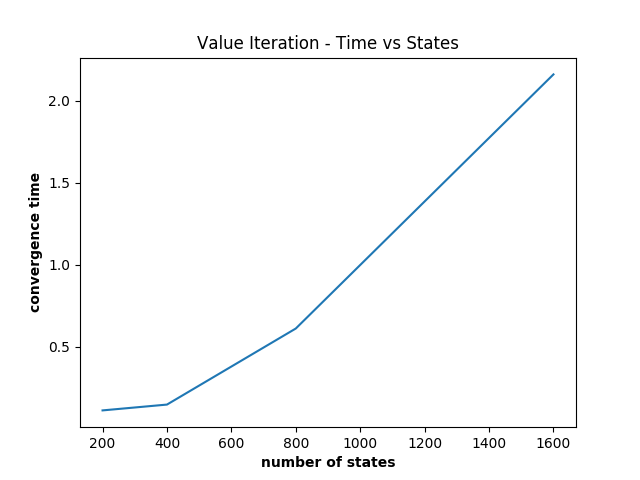 Value Iteration - Time vs States
2.0
1.5
1.0
0.5
convergence time
200 400 600 800 1000 1200 1400 1600
number of states